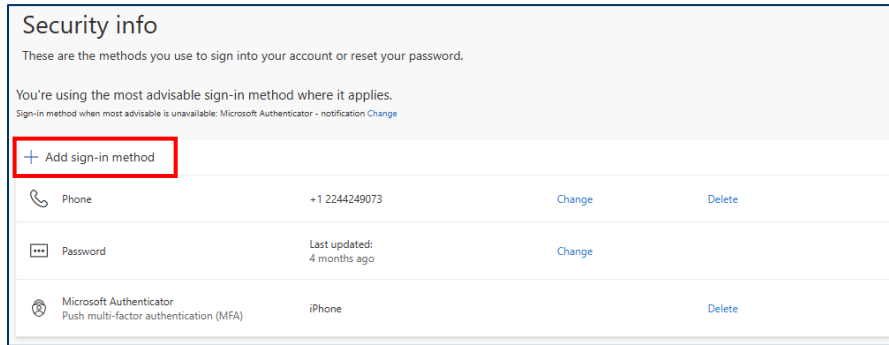 Security info
These are the methods you use to sign into your account or reset your password.
You're using the most advisable sign-in method where it applies.
Sign-in method when most advisable is unavailable: Microsoft Authenticator - notification Change
+ Add sign-in method
Phone +1 2244249073 Change Delete
Password Last updated: 4 months ago Change
Microsoft Authenticator
Push multi-factor authentication (MFA) iPhone Delete